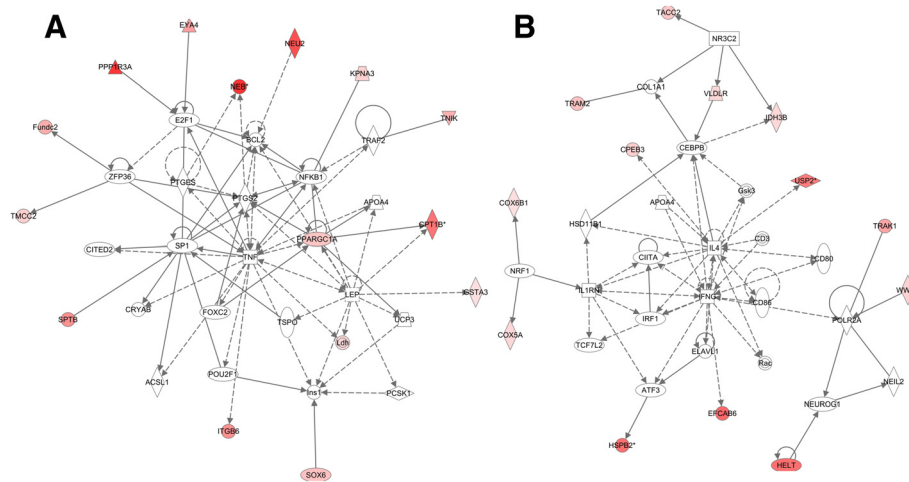 A
EYA4
NEU2
PPP1R3A
KPNA3
NEB*
TNIK
Fundc2
E2F1
BCL2
TRAF2
ZFP36
PTGES
NFKB1
TMCC2
PTGS2
APOA4
CPT1B*
PPARGC1A
CITED2
SP1
TNF
LEP
GSTA3
CRYAB
FOXC2
TSPO
UCP3
SPTB
Ldh
ACSL1
POU2F1
Ins1
PCSK1
ITGB6
SOX6
B
TACC2
NR3C2
TRAM2
COL1A1
VLDLR
IDH3B
CPEB3
CEBPB
USP2*
COX6B1
APOA4
Gsk3
HSD11B1
TRAK1
IL4
CD3
CD80
NRF1
CIITA
IL1RN
IFNG
CD86
WW
IRF1
POLR2A
COX5A
TCF7L2
ELAVL1
Rac
NEIL2
ATF3
NEUROG1
EFCAB6
HSPB2*
HELT